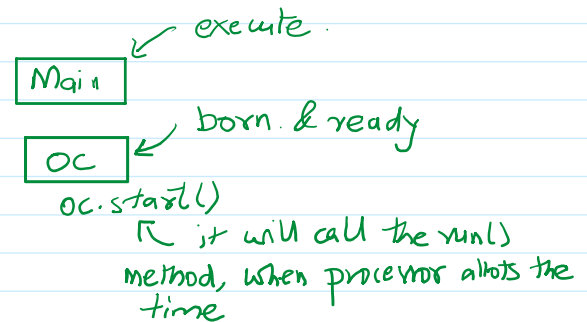 execute.
Main
born. & ready
OC
OC.start()
it will call the run()
method, when processor allots the
time